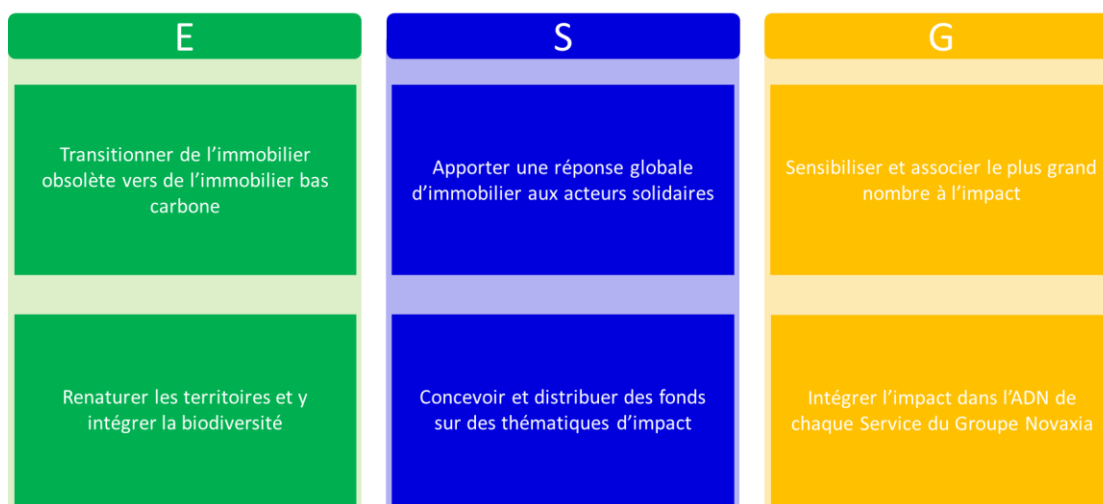 E
Transitionner de l’immobilier
obsolète vers de l’immobilier bas
carbone
Renaturer les territoires et y
intégrer la biodiversité
S
Apporter une réponse globale
d’immobilier aux acteurs solidaires
Concevoir et distribuer des fonds
sur des thématiques d’impact
G
Sensibiliser et associer le plus grand
nombre à l’impact
Intégrer l’impact dans l’ADN de
chaque Service du Groupe Novaxia